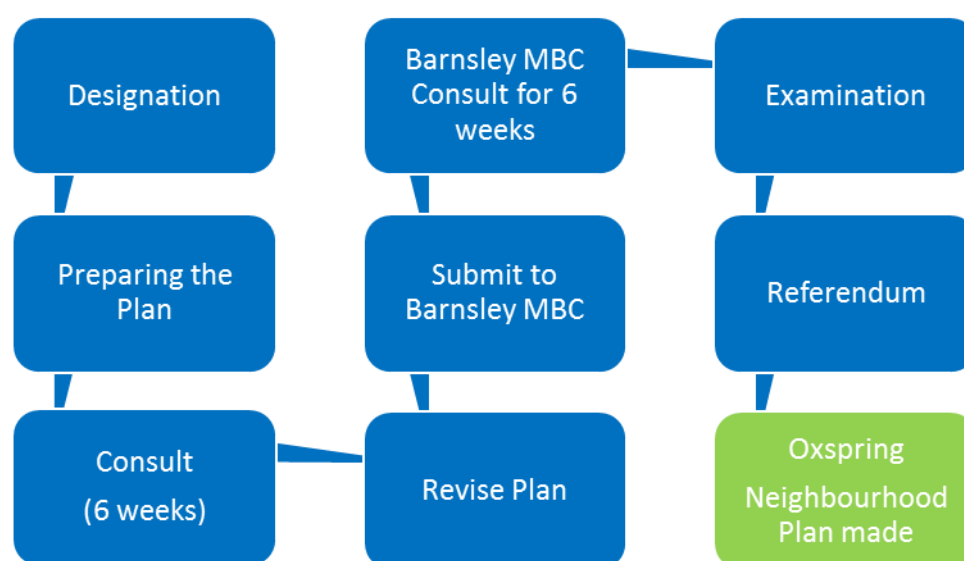 Designation
Preparing the
Plan
Consult
(6 weeks)
Revise Plan
Submit to
Barnsley MBC
Barnsley MBC
Consult for 6
weeks
Examination
Referendum
Oxspring
Neighbourhood
Plan made